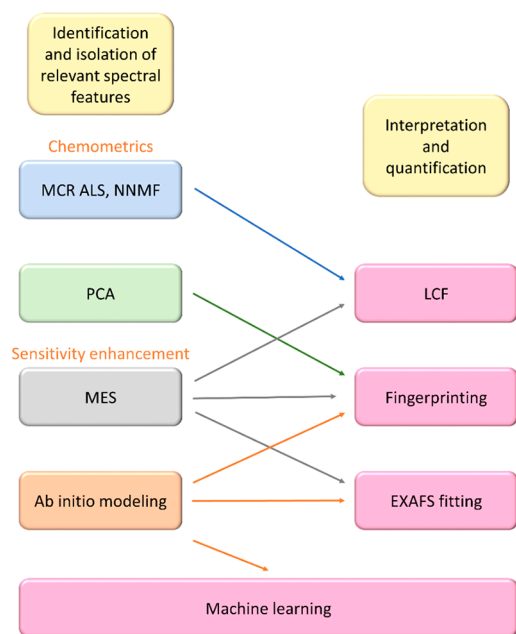 Identification
and isolation of
relevant spectral
features
Interpretation
and
quantification
Chemometrics
MCR ALS, NNMF
PCA
LCF
Sensitivity enhancement
MES
Fingerprinting
Ab initio modeling
EXAFS fitting
Machine learning